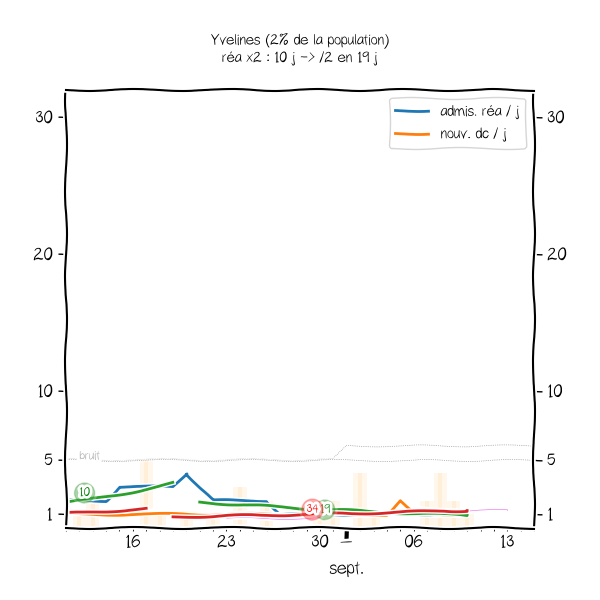 Yvelines (2% de la population)
réa x2 : 10 j -> /2 en 19 j
admis. réa / j
nouv. dc / j
30 30
20 20
10 10
5 5
bruit
10
34 19
1 1
16 23 30 06 13
sept.